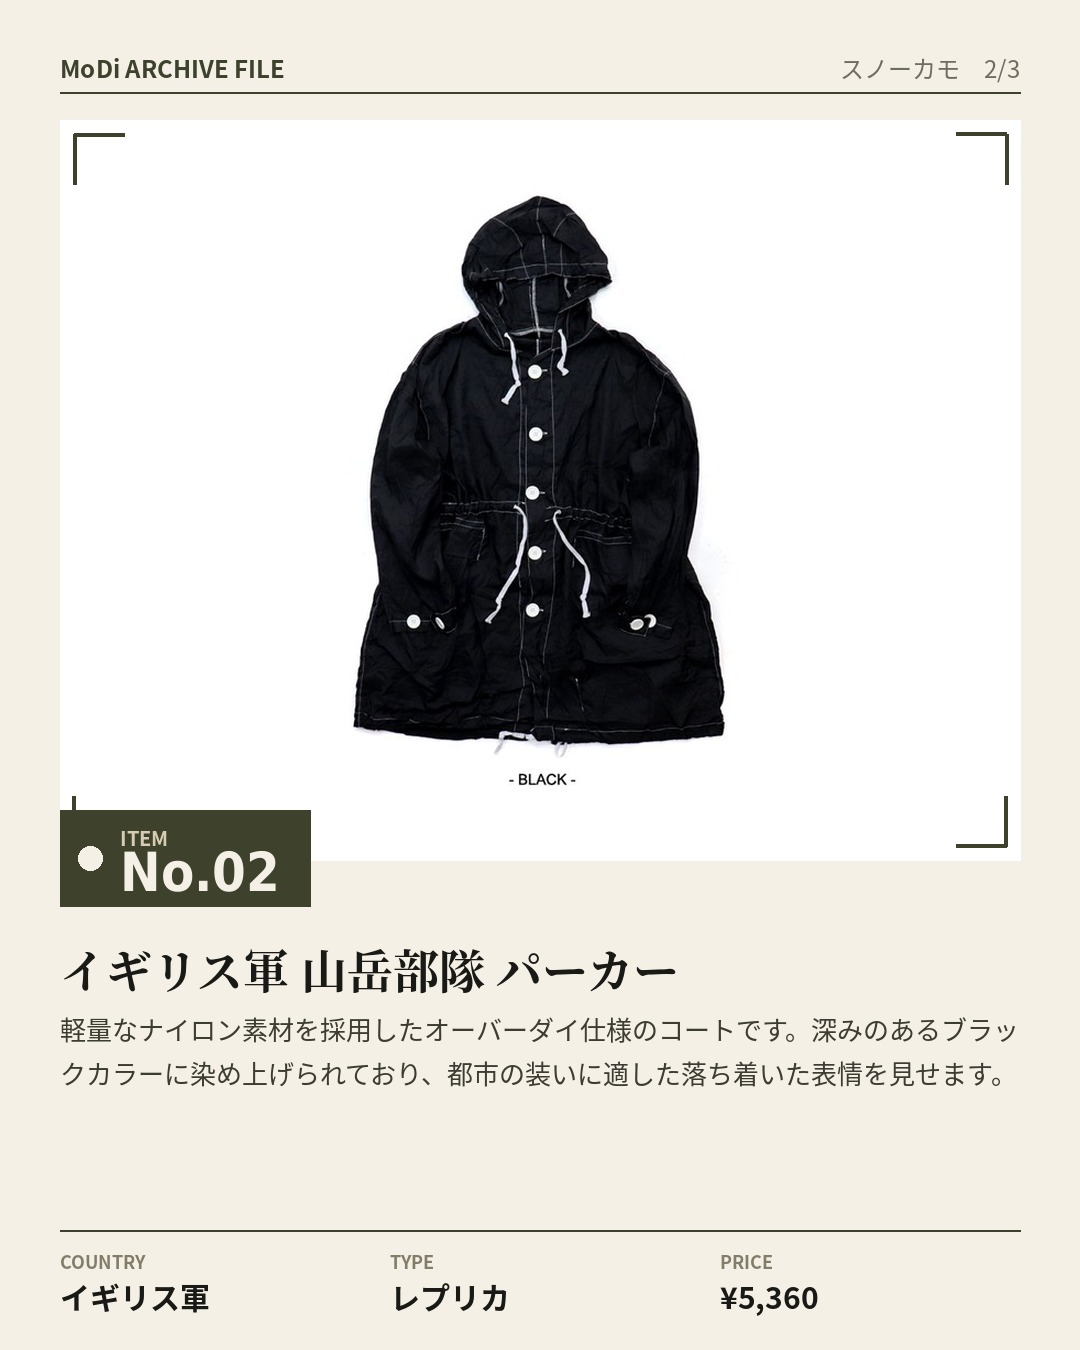 MoDi ARCHIVE FILE
スノーカモ 2/3
- BLACK -
ITEM
No.02
イギリス軍 山岳部隊 パーカー
軽量なナイロン素材を採用したオーバーダイ仕様のコートです。深みのあるブラッ
クカラーに染め上げられており、都市の装いに適した落ち着いた表情を見せます。
COUNTRY
イギリス軍
TYPE
レプリカ
PRICE
¥5,360